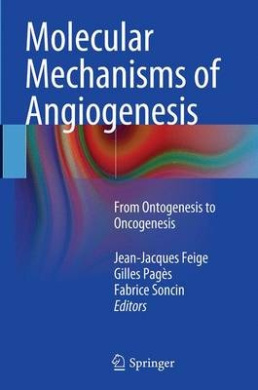 Molecular
Mechanisms of
Angiogenesis
From Ontogenesis to
Oncogenesis
Jean-Jacques Feige
Gilles Pagès
Fabrice Soncin
Editors
Springer